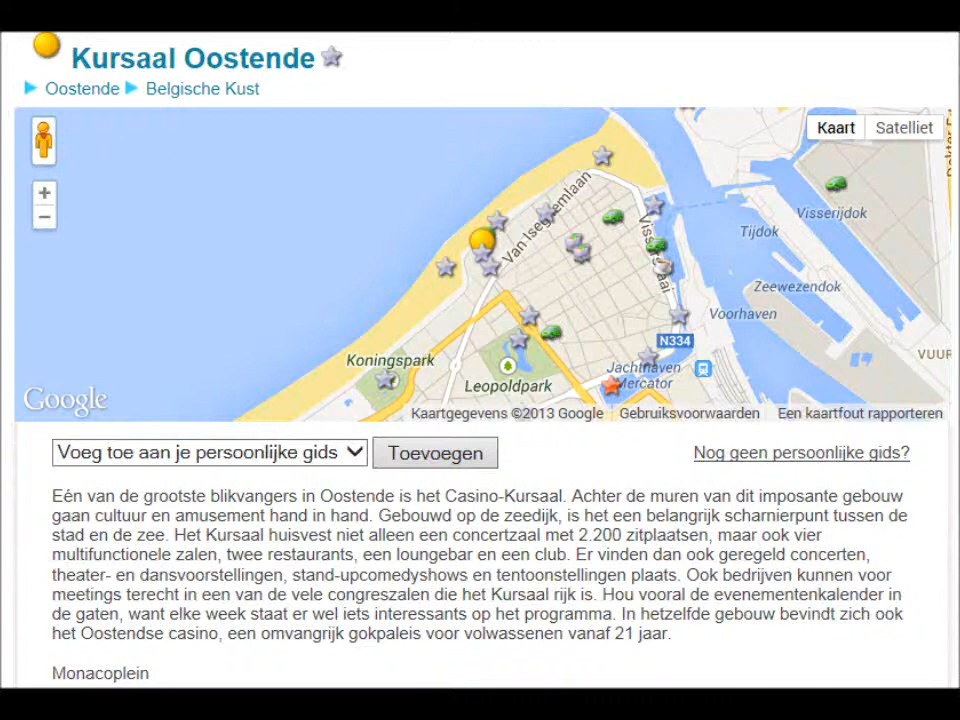 Kursaal Oostende
Oostende Belgische Kust
Kaart Satelliet
+
−
Van Iseghemlaan
Visserijdok
Tijdok
Zeewezendok
Voorhaven
N334
VUUR
Koningspark
Leopoldpark
Jachthaven
Mercator
Google
Kaartgegevens ©2013 Google Gebruiksvoorwaarden Een kaartfout rapporteren
Voeg toe aan je persoonlijke gids Toevoegen Nog geen persoonlijke gids?
Eén van de grootste blikvangers in Oostende is het Casino-Kursaal. Achter de muren van dit imposante gebouw
gaan cultuur en amusement hand in hand. Gebouwd op de zeedijk, is het een belangrijk scharnierpunt tussen de
stad en de zee. Het Kursaal huisvest niet alleen een concertzaal met 2.200 zitplaatsen, maar ook vier
multifunctionele zalen, twee restaurants, een loungebar en een club. Er vinden dan ook geregeld concerten,
theater- en dansvoorstellingen, stand-upcomedyshows en tentoonstellingen plaats. Ook bedrijven kunnen voor
meetings terecht in een van de vele congreszalen die het Kursaal rijk is. Hou vooral de evenementenkalender in
de gaten, want elke week staat er wel iets interessants op het programma. In hetzelfde gebouw bevindt zich ook
het Oostendse casino, een omvangrijk gokpaleis voor volwassenen vanaf 21 jaar.
Monacoplein